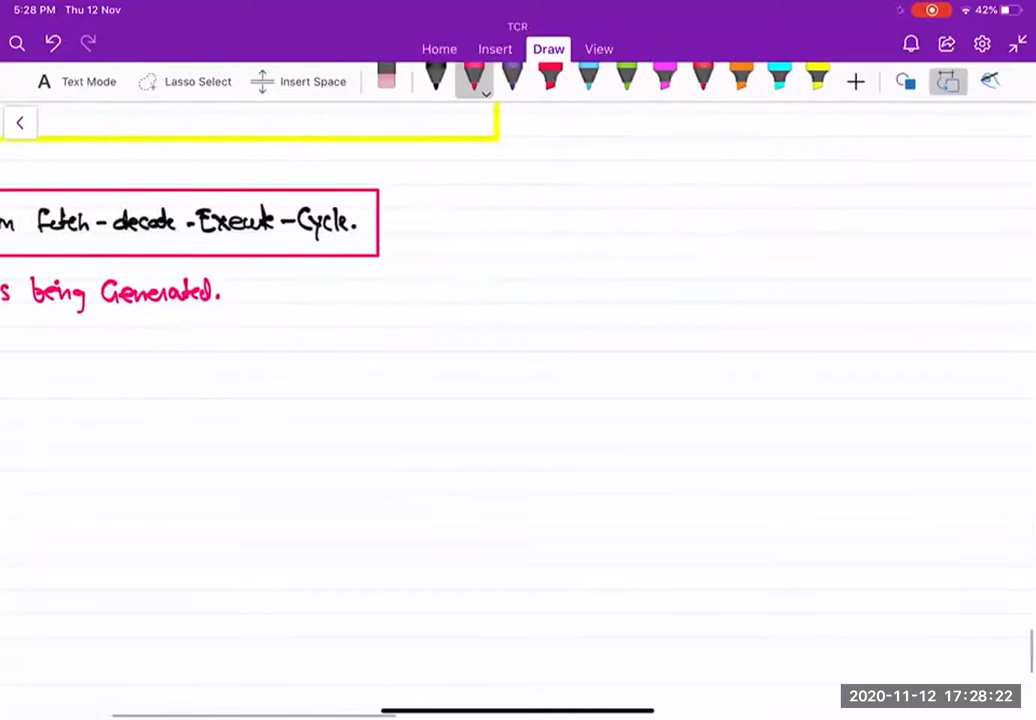 5:28 PM Thu 12 Nov
42%
TCR
Home Insert Draw View
A Text Mode Lasso Select Insert Space
m Fetch-decode-Execute-Cycle.
s being Generated.
2020-11-12 17:28:22